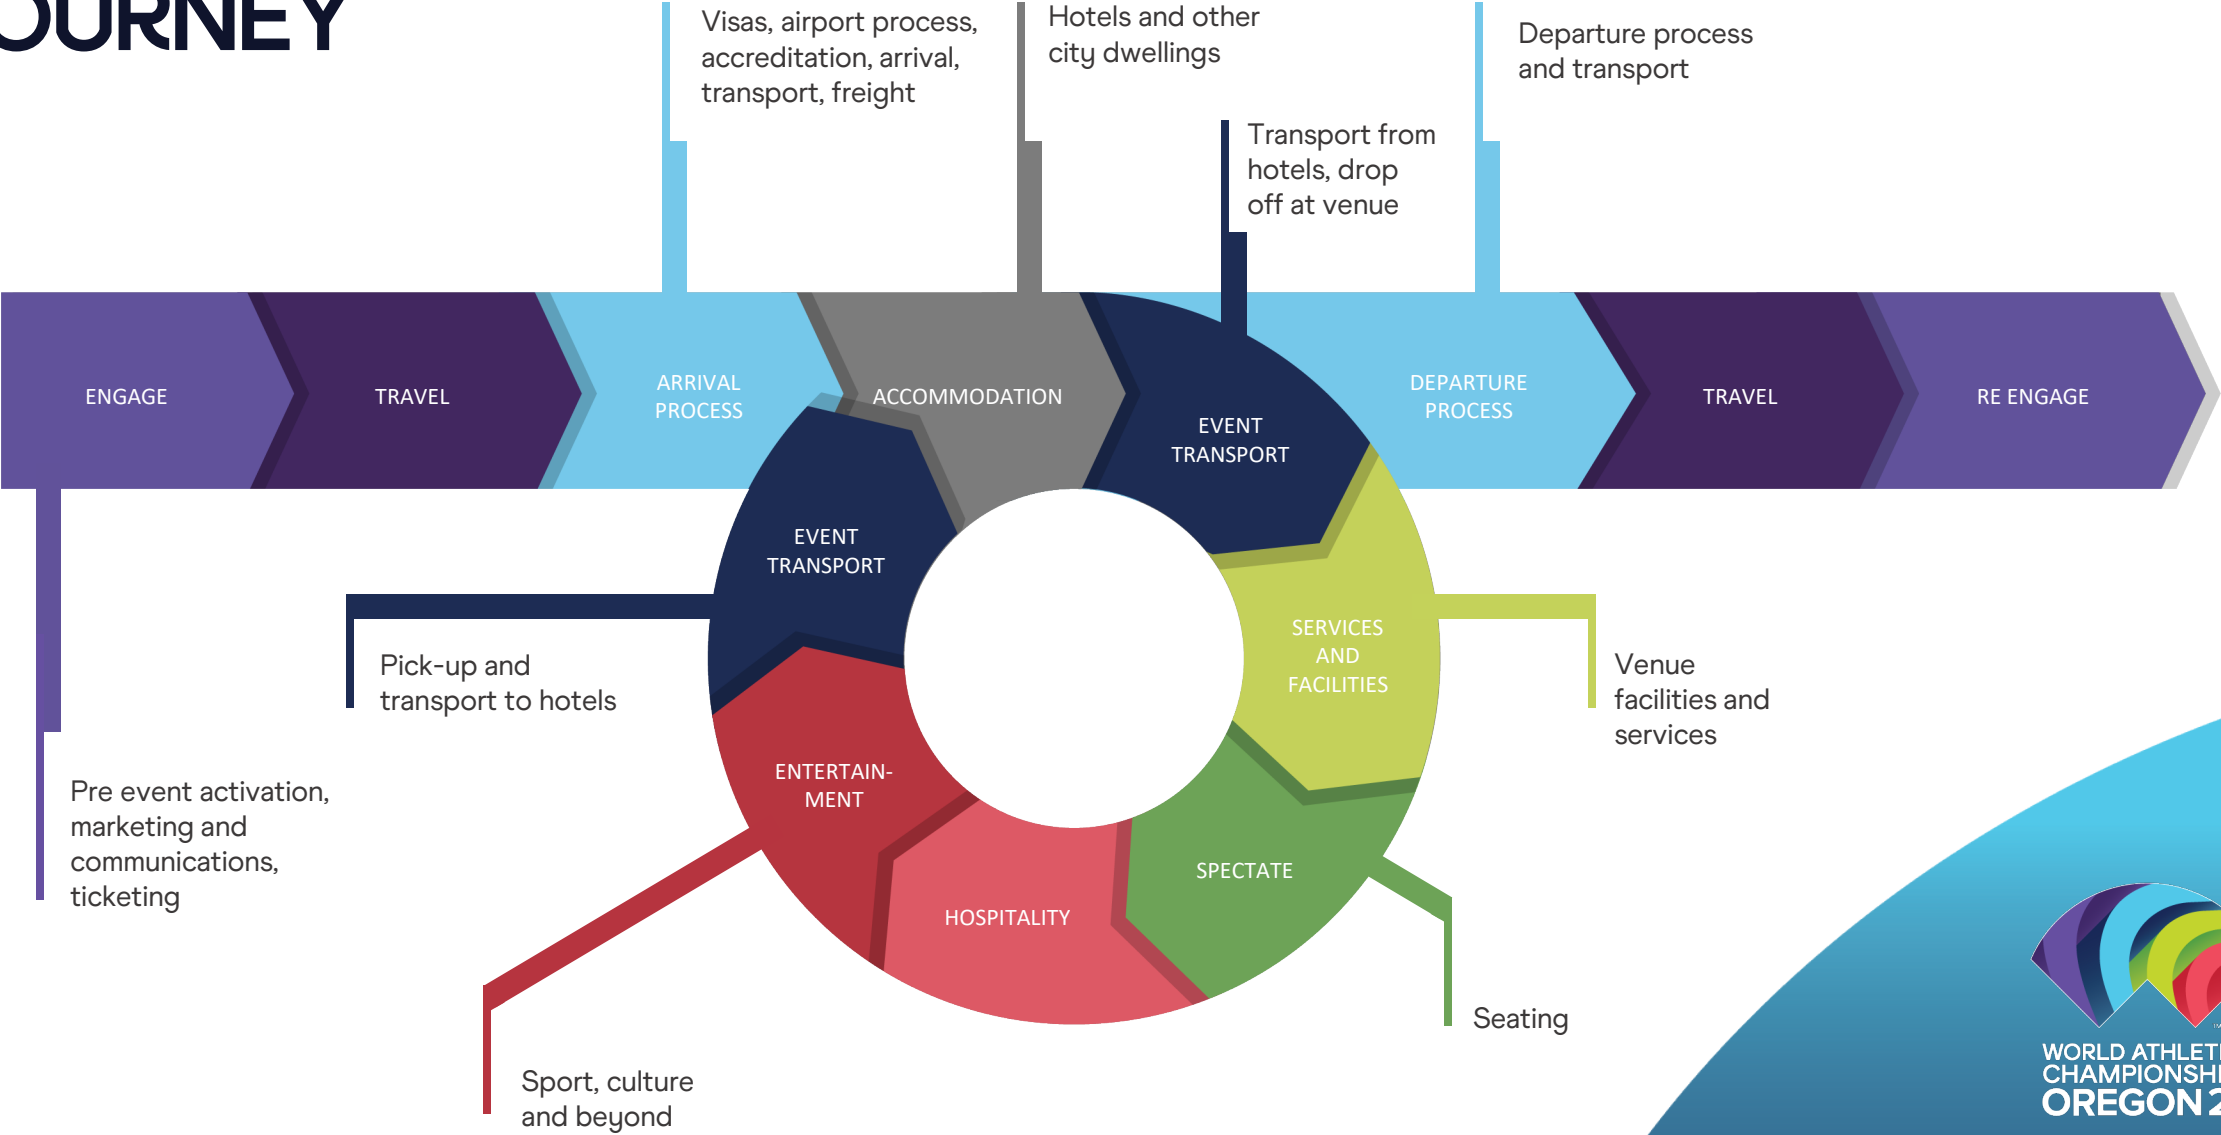 OURNEY
Visas, airport process,
accreditation, arrival,
transport, freight
Hotels and other
city dwellings
Departure process
and transport
Transport from
hotels, drop
off at venue
ENGAGE
TRAVEL
ARRIVAL
PROCESS
ACCOMMODATION
EVENT
TRANSPORT
DEPARTURE
PROCESS
TRAVEL
RE ENGAGE
EVENT
TRANSPORT
SERVICES
AND
FACILITIES
Pick-up and
transport to hotels
Venue
facilities and
services
ENTERTAIN-
MENT
Pre event activation,
marketing and
communications,
ticketing
SPECTATE
HOSPITALITY
Seating
Sport, culture
and beyond
WORLD ATHLETI
CHAMPIONSHI
OREGON 2